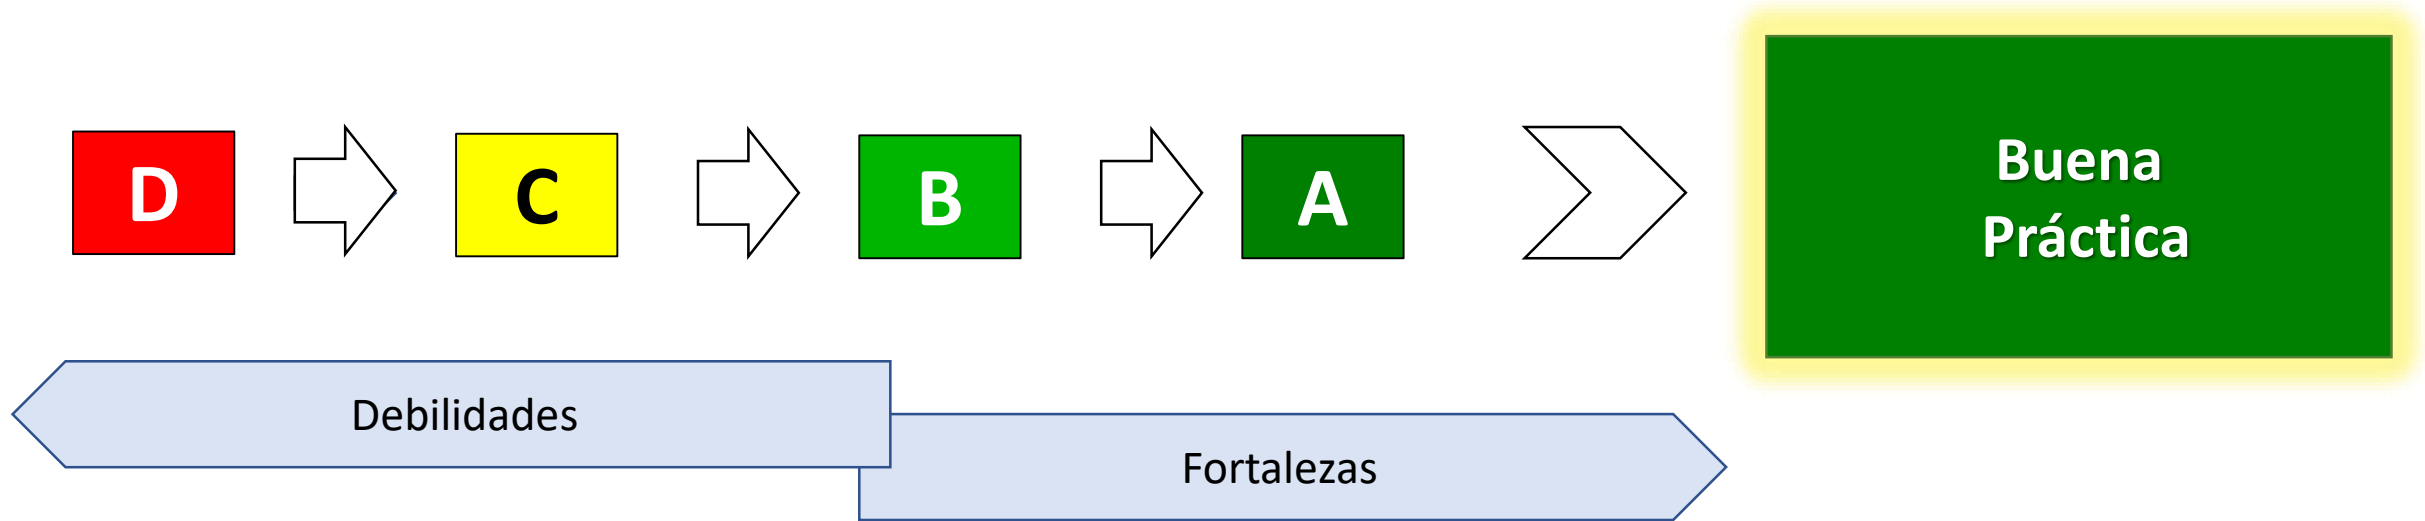 D
C
B
A
Buena
Práctica
Debilidades
Fortalezas